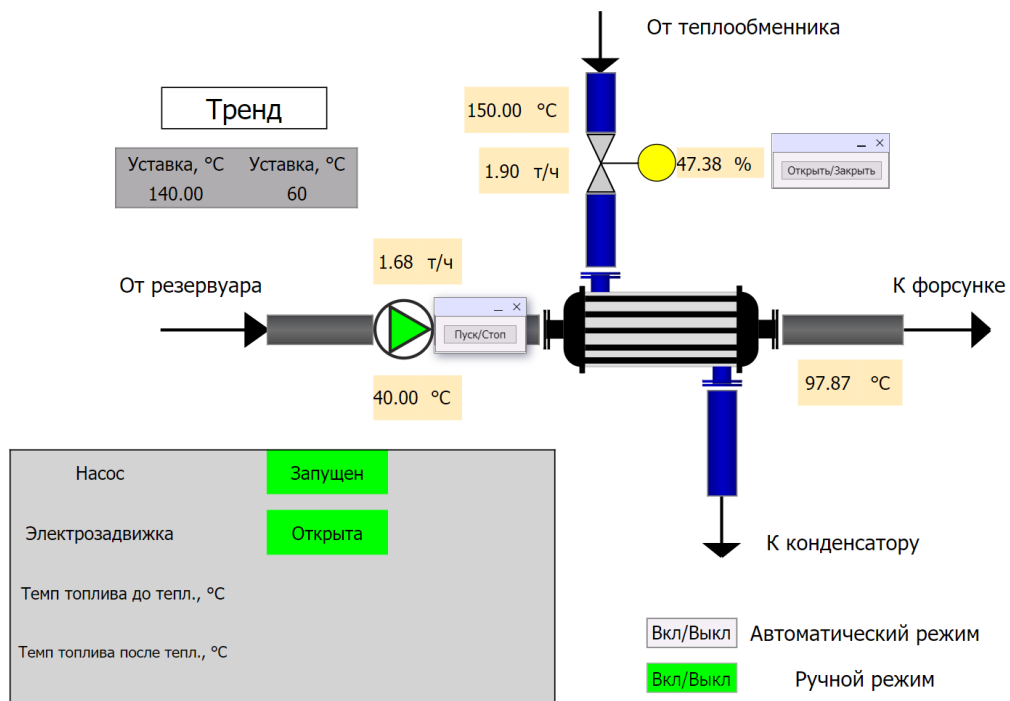 От теплообменника
Тренд
150.00 °C
Уставка, °C Уставка, °C
140.00 60
1.90 т/ч
47.38 %
Открыть/Закрыть
1.68 т/ч
От резервуара
К форсунке
Пуск/Стоп
40.00 °C
97.87 °C
Насос Запущен
Электрозадвижка Открыта
К конденсатору
Темп топлива до тепл., °C
Темп топлива после тепл., °C
Вкл/Выкл Автоматический режим
Вкл/Выкл Ручной режим